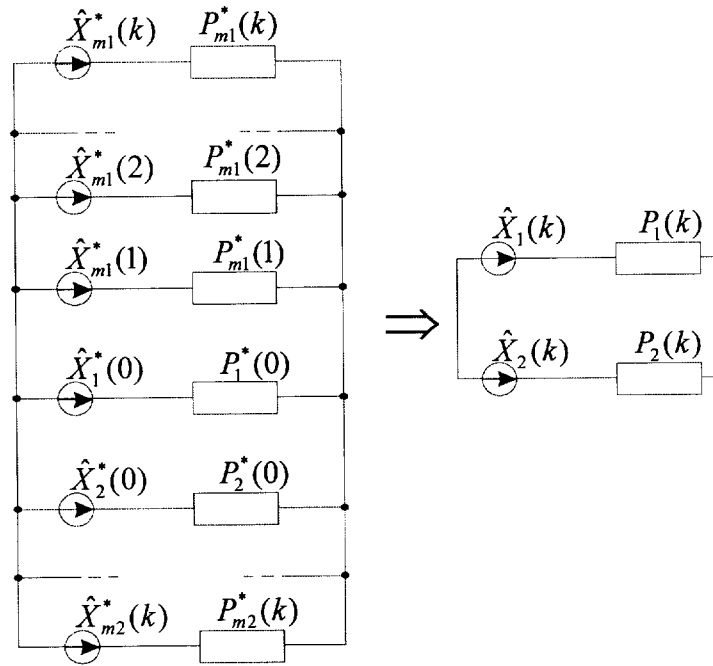 X̂*ₘ₁(k) P*ₘ₁(k)
X̂*ₘ₁(2) P*ₘ₁(2)
X̂*ₘ₁(1) P*ₘ₁(1)
X̂*₁(0) P*₁(0)
X̂*₂(0) P*₂(0)
X̂*ₘ₂(k) P*ₘ₂(k)
⇒
X̂₁(k) P₁(k)
X̂₂(k) P₂(k)